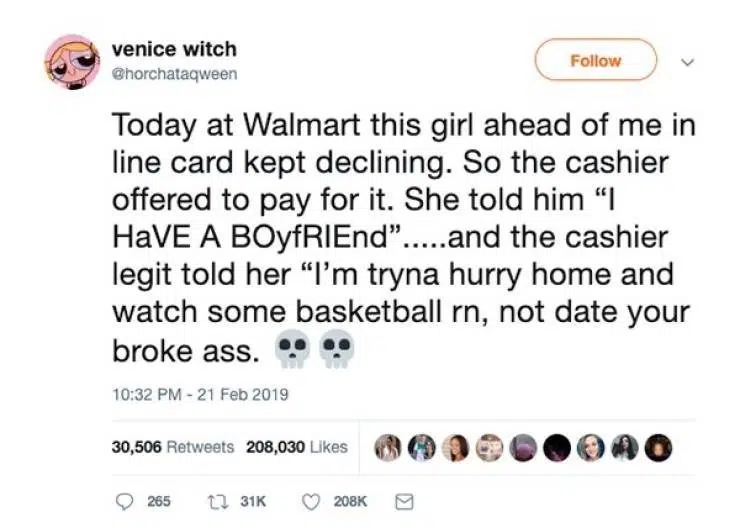 venice witch
@horchataqween
Follow
Today at Walmart this girl ahead of me in
line card kept declining. So the cashier
offered to pay for it. She told him “I
HaVE A BOyfRIEnd”.....and the cashier
legit told her “I’m tryna hurry home and
watch some basketball rn, not date your
broke ass. 💀 💀
10:32 PM - 21 Feb 2019
30,506 Retweets 208,030 Likes
265 31K 208K